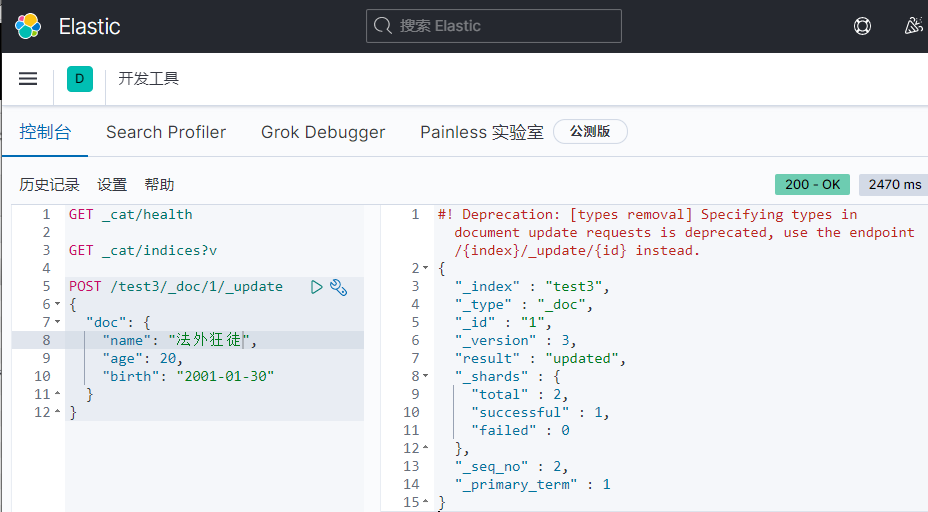 Elastic
搜索 Elastic
D
开发工具
控制台 Search Profiler Grok Debugger Painless 实验室 公测版
历史记录 设置 帮助
200 - OK 2470 ms
1 GET _cat/health
2
3 GET _cat/indices?v
4
5 POST /test3/_doc/1/_update
6 {
7 "doc": {
8 "name": "法外狂徒",
9 "age": 20,
10 "birth": "2001-01-30"
11 }
12 }
1 #! Deprecation: [types removal] Specifying types in
document update requests is deprecated, use the endpoint
/{index}/_update/{id} instead.
2 {
3 "_index" : "test3",
4 "_type" : "_doc",
5 "_id" : "1",
6 "_version" : 3,
7 "result" : "updated",
8 "_shards" : {
9 "total" : 2,
10 "successful" : 1,
11 "failed" : 0
12 },
13 "_seq_no" : 2,
14 "_primary_term" : 1
15 }